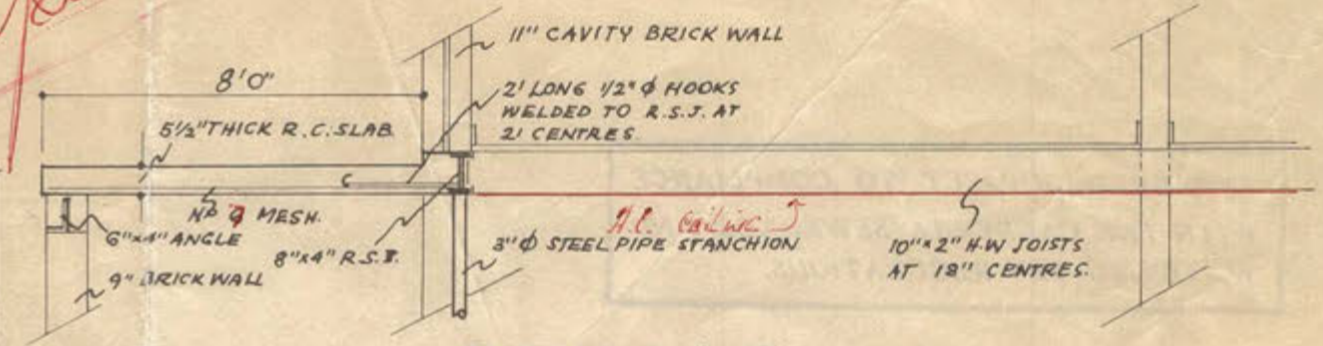 11" CAVITY BRICK WALL
8'0"
2' LONG 1/2" ϕ HOOKS
WELDED TO R.S.J. AT
2' CENTRES.
5½" THICK R.C. SLAB
Nº 9 MESH.
6"x4" ANGLE
8"x4" R.S.J.
9" BRICK WALL
CEILING
3" ϕ STEEL PIPE STANCHION
10"x2" H.W JOISTS
AT 18" CENTRES.